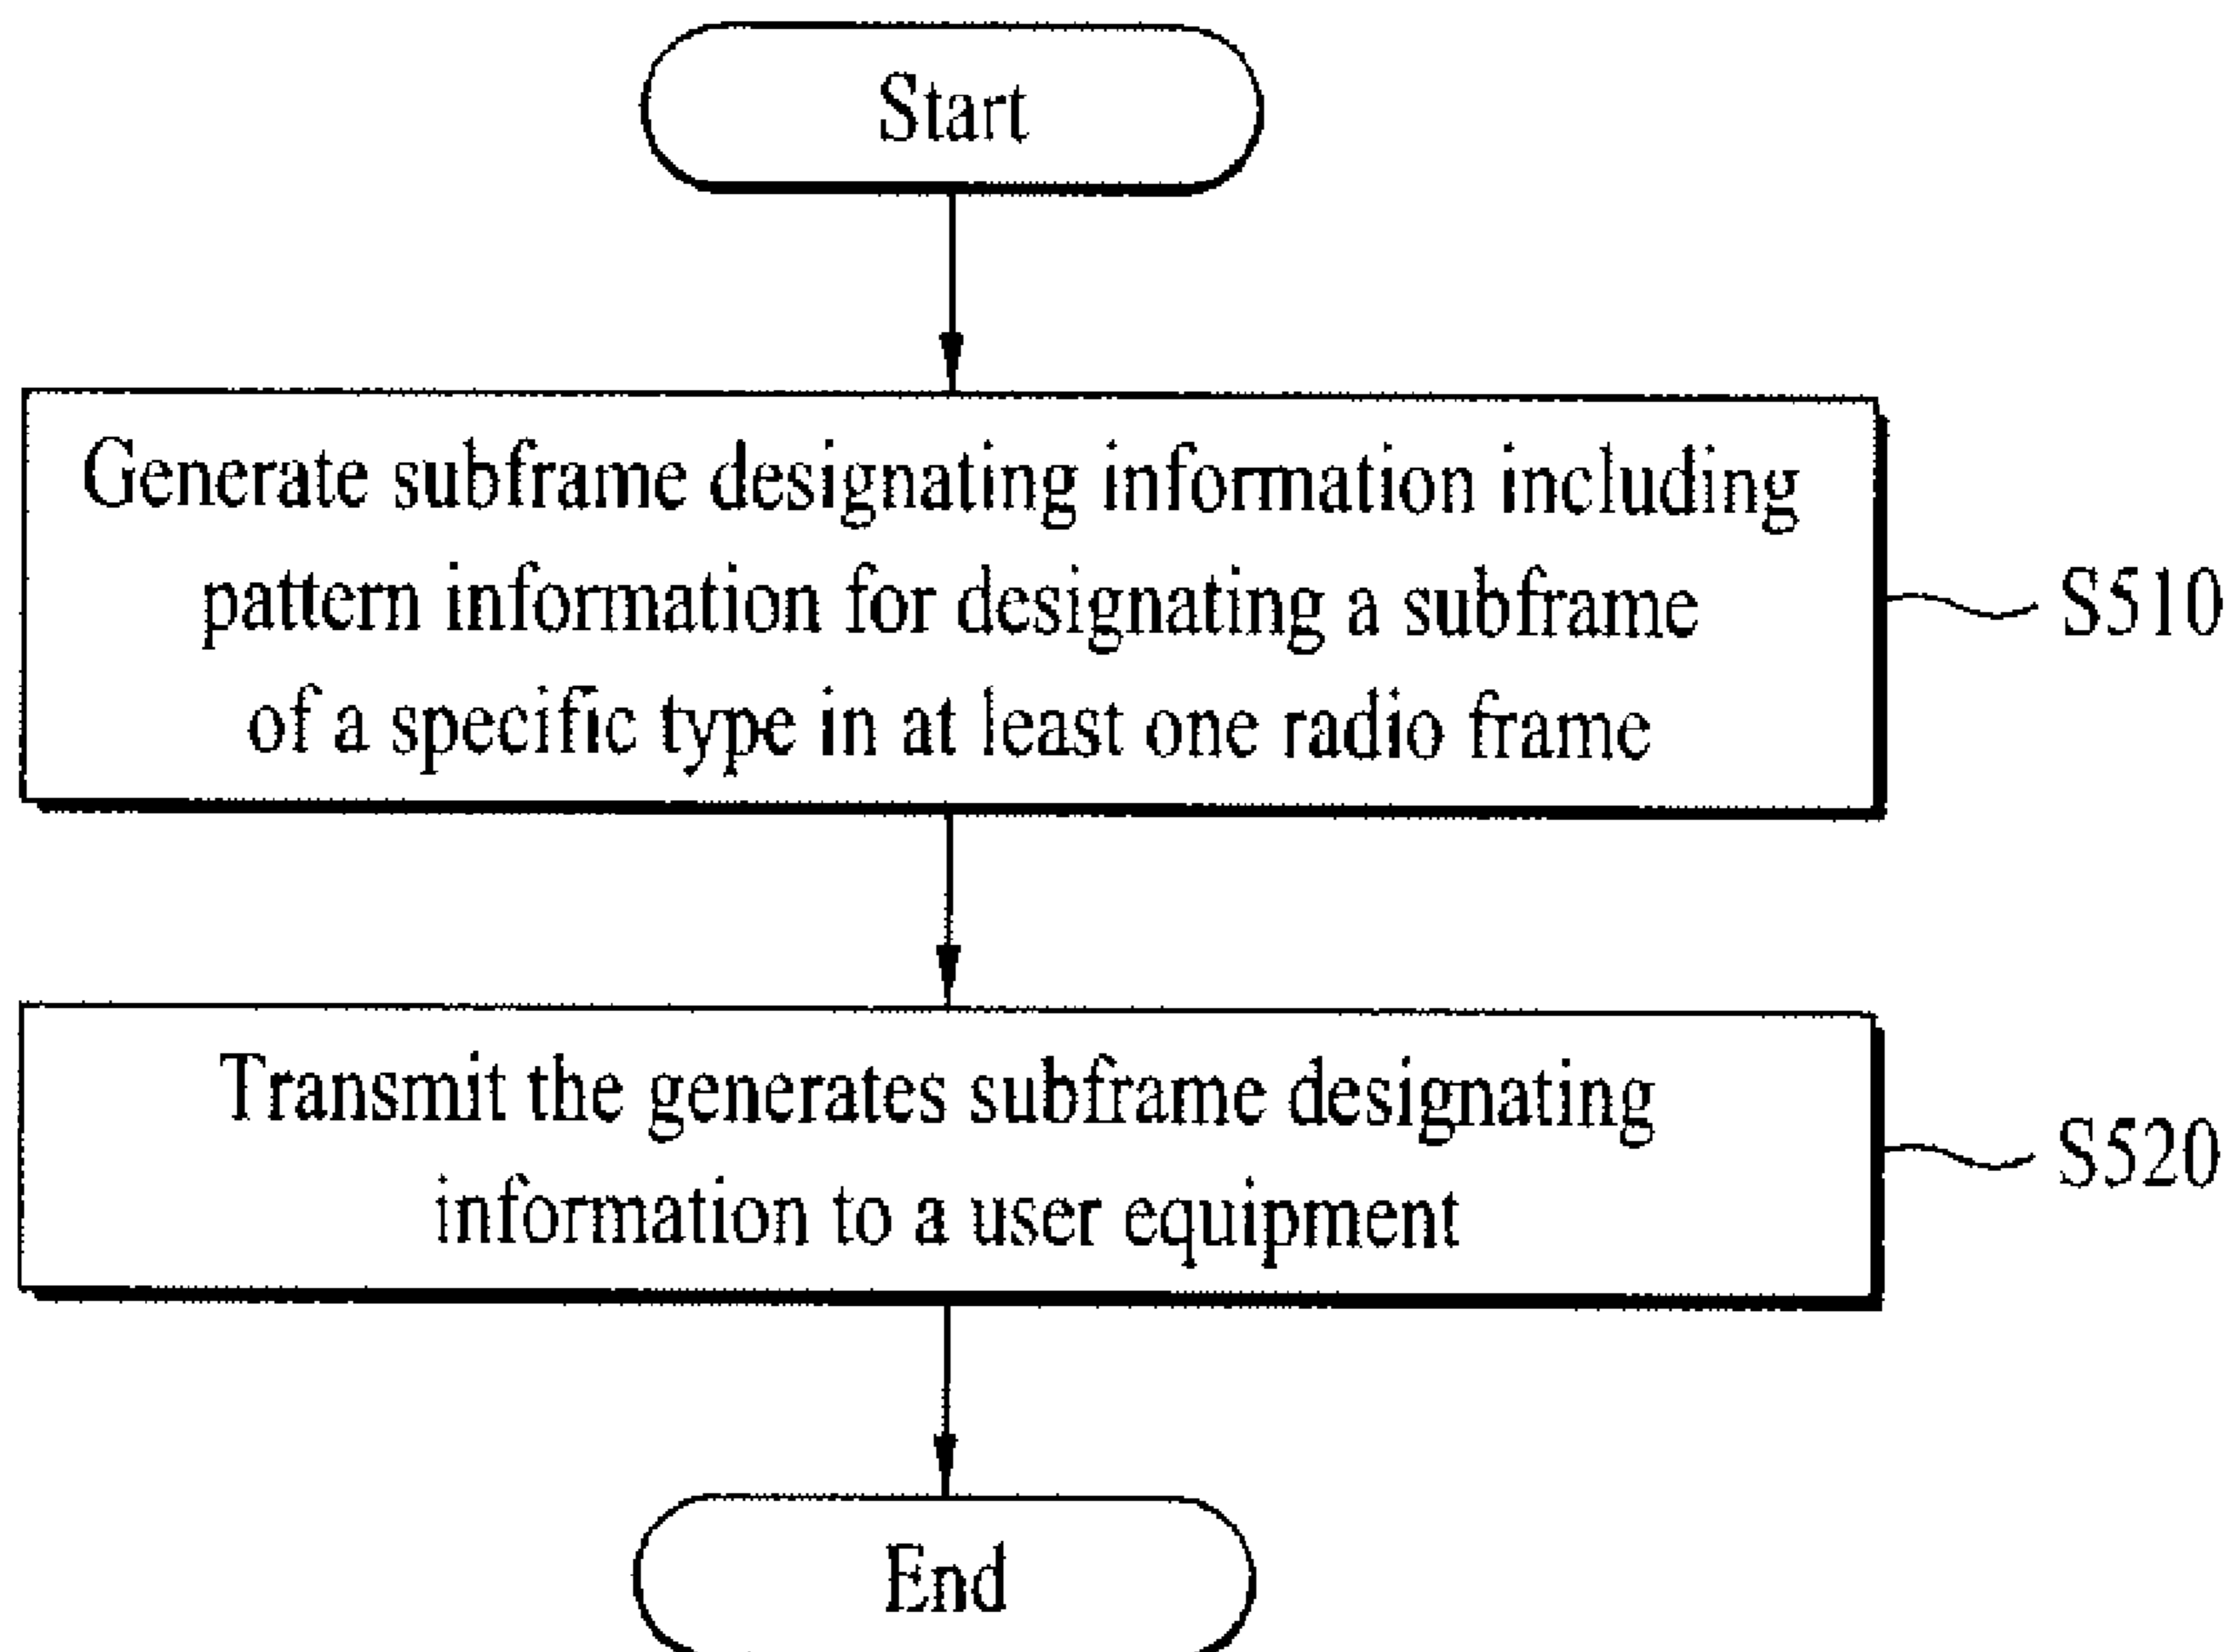 Start
Generate subframe designating information including
pattern information for designating a subframe
of a specific type in at least one radio frame
S510
Transmit the generates subframe designating
information to a user equipment
S520
End